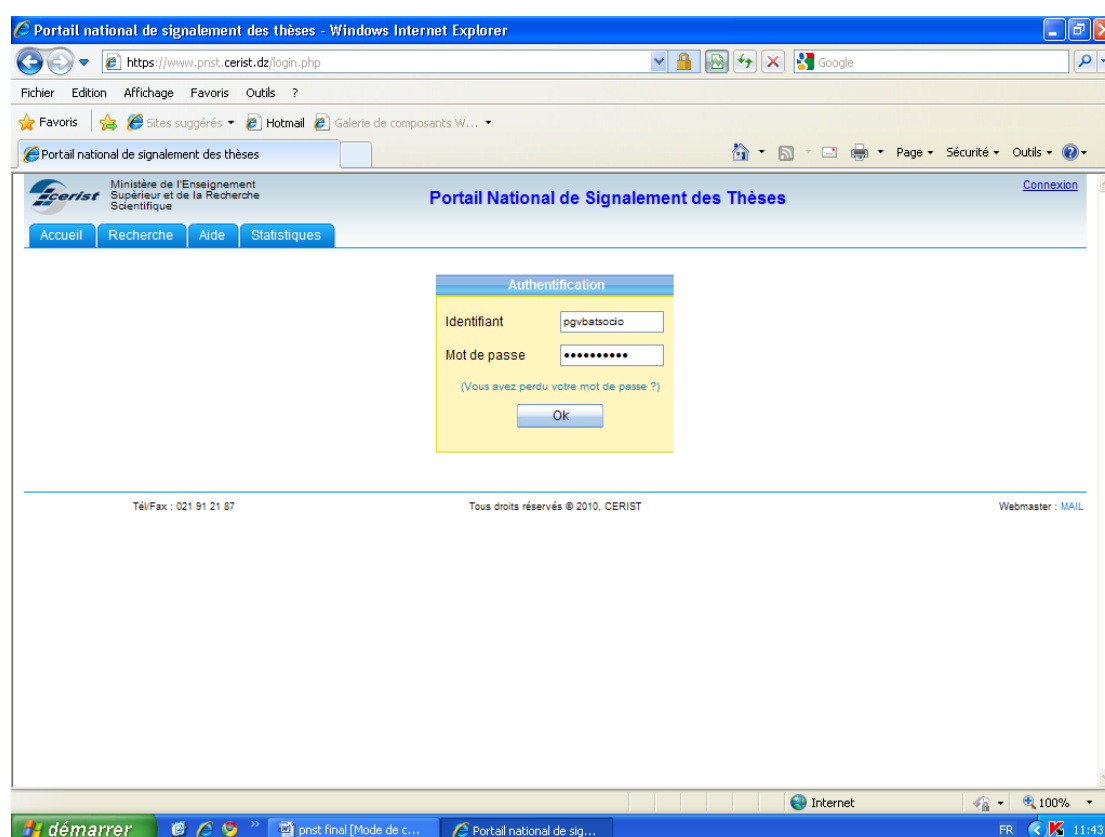 Portail national de signalement des thèses - Windows Internet Explorer
https://www.pnst.cerist.dz/login.php
Google
Fichier Edition Affichage Favoris Outils ?
Favoris Sites suggérés Hotmail Galerie de composants W...
Portail national de signalement des thèses
Page Sécurité Outils
cerist
Ministère de l'Enseignement
Supèrieur et de la Recherche
Scientifique
Portail National de Signalement des Thèses
Connexion
Accueil Recherche Aide Statistiques
Authentification
Identifiant pgvbatsocio
Mot de passe ••••••••••
(Vous avez perdu votre mot de passe ?)
Ok
Tél/Fax : 021 91 21 87 Tous droits réservés © 2010, CERIST Webmaster : MAIL
Internet 100%
démarrer pnst final [Mode de c... Portail national de sig... FR 11:43